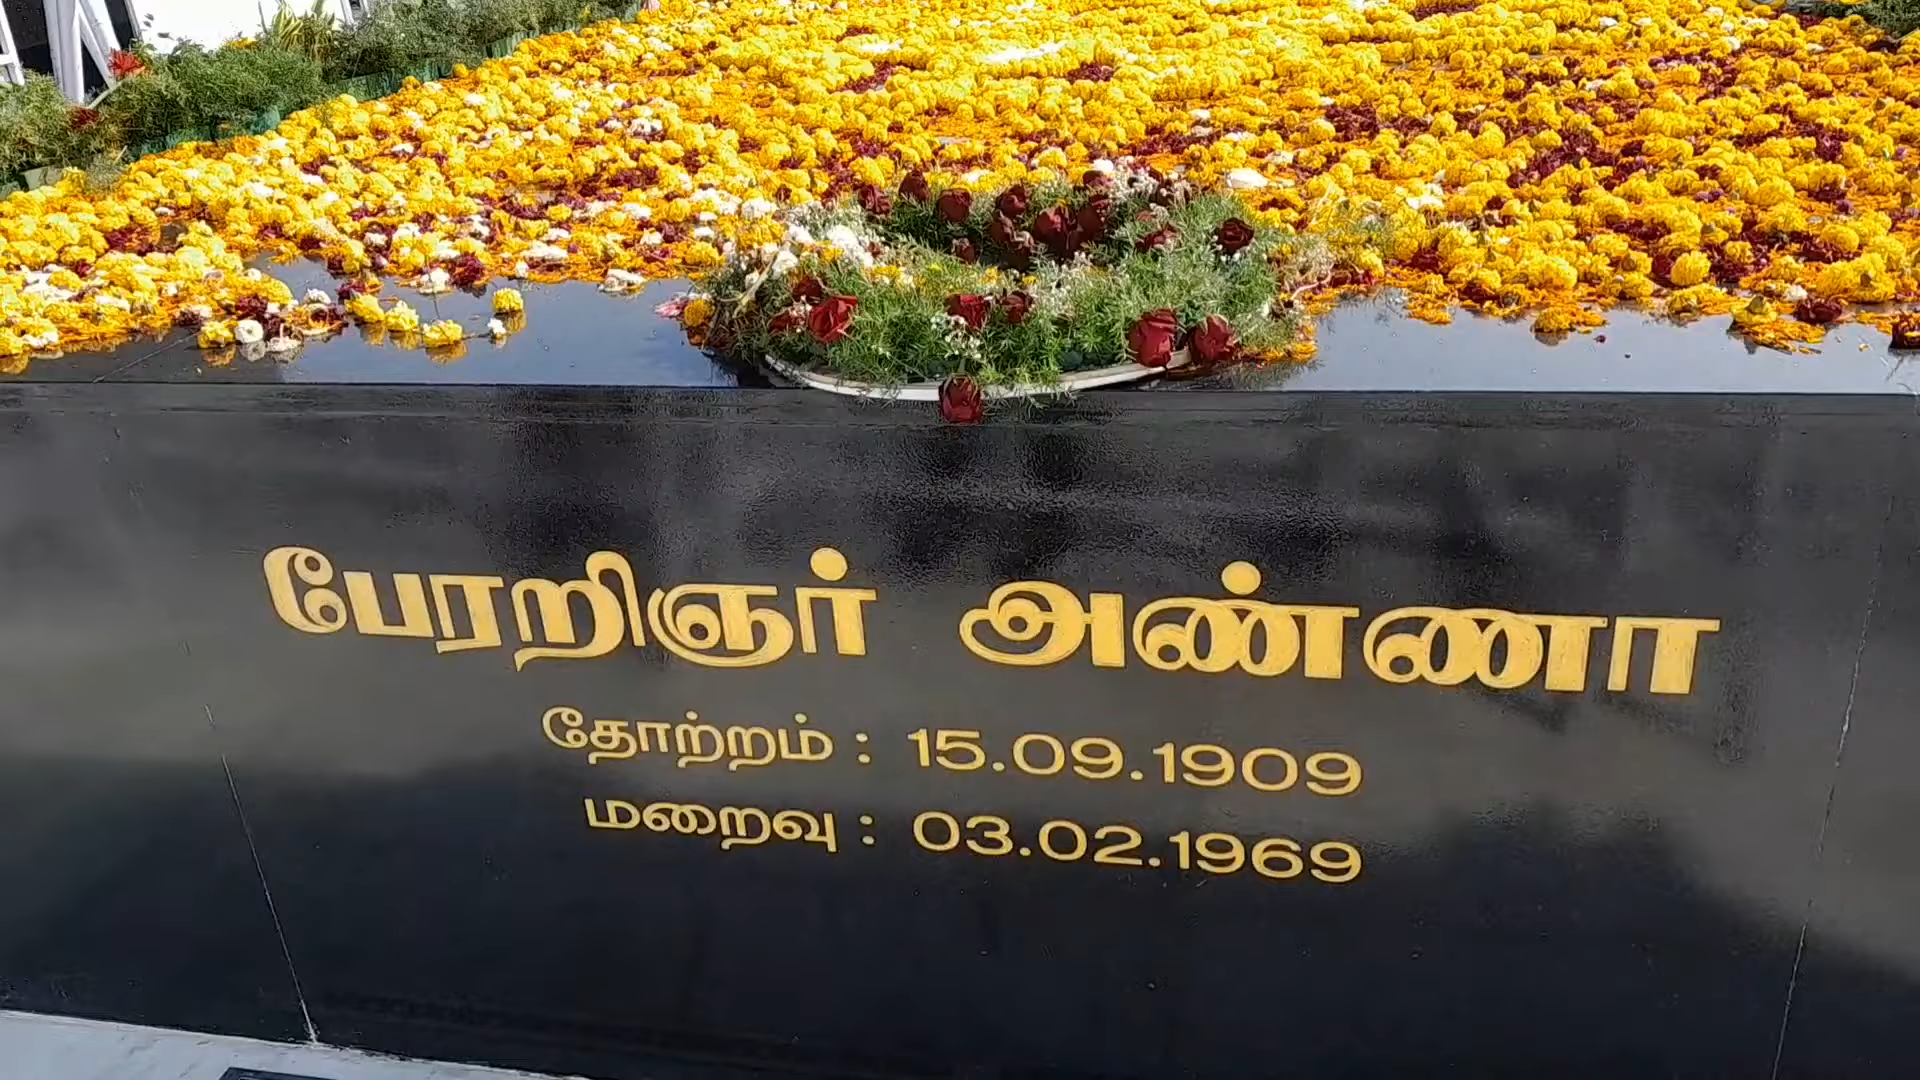 பேரறிஞர் அண்ணா
தோற்றம் : 15.09.1909
மறைவு : 03.02.1969